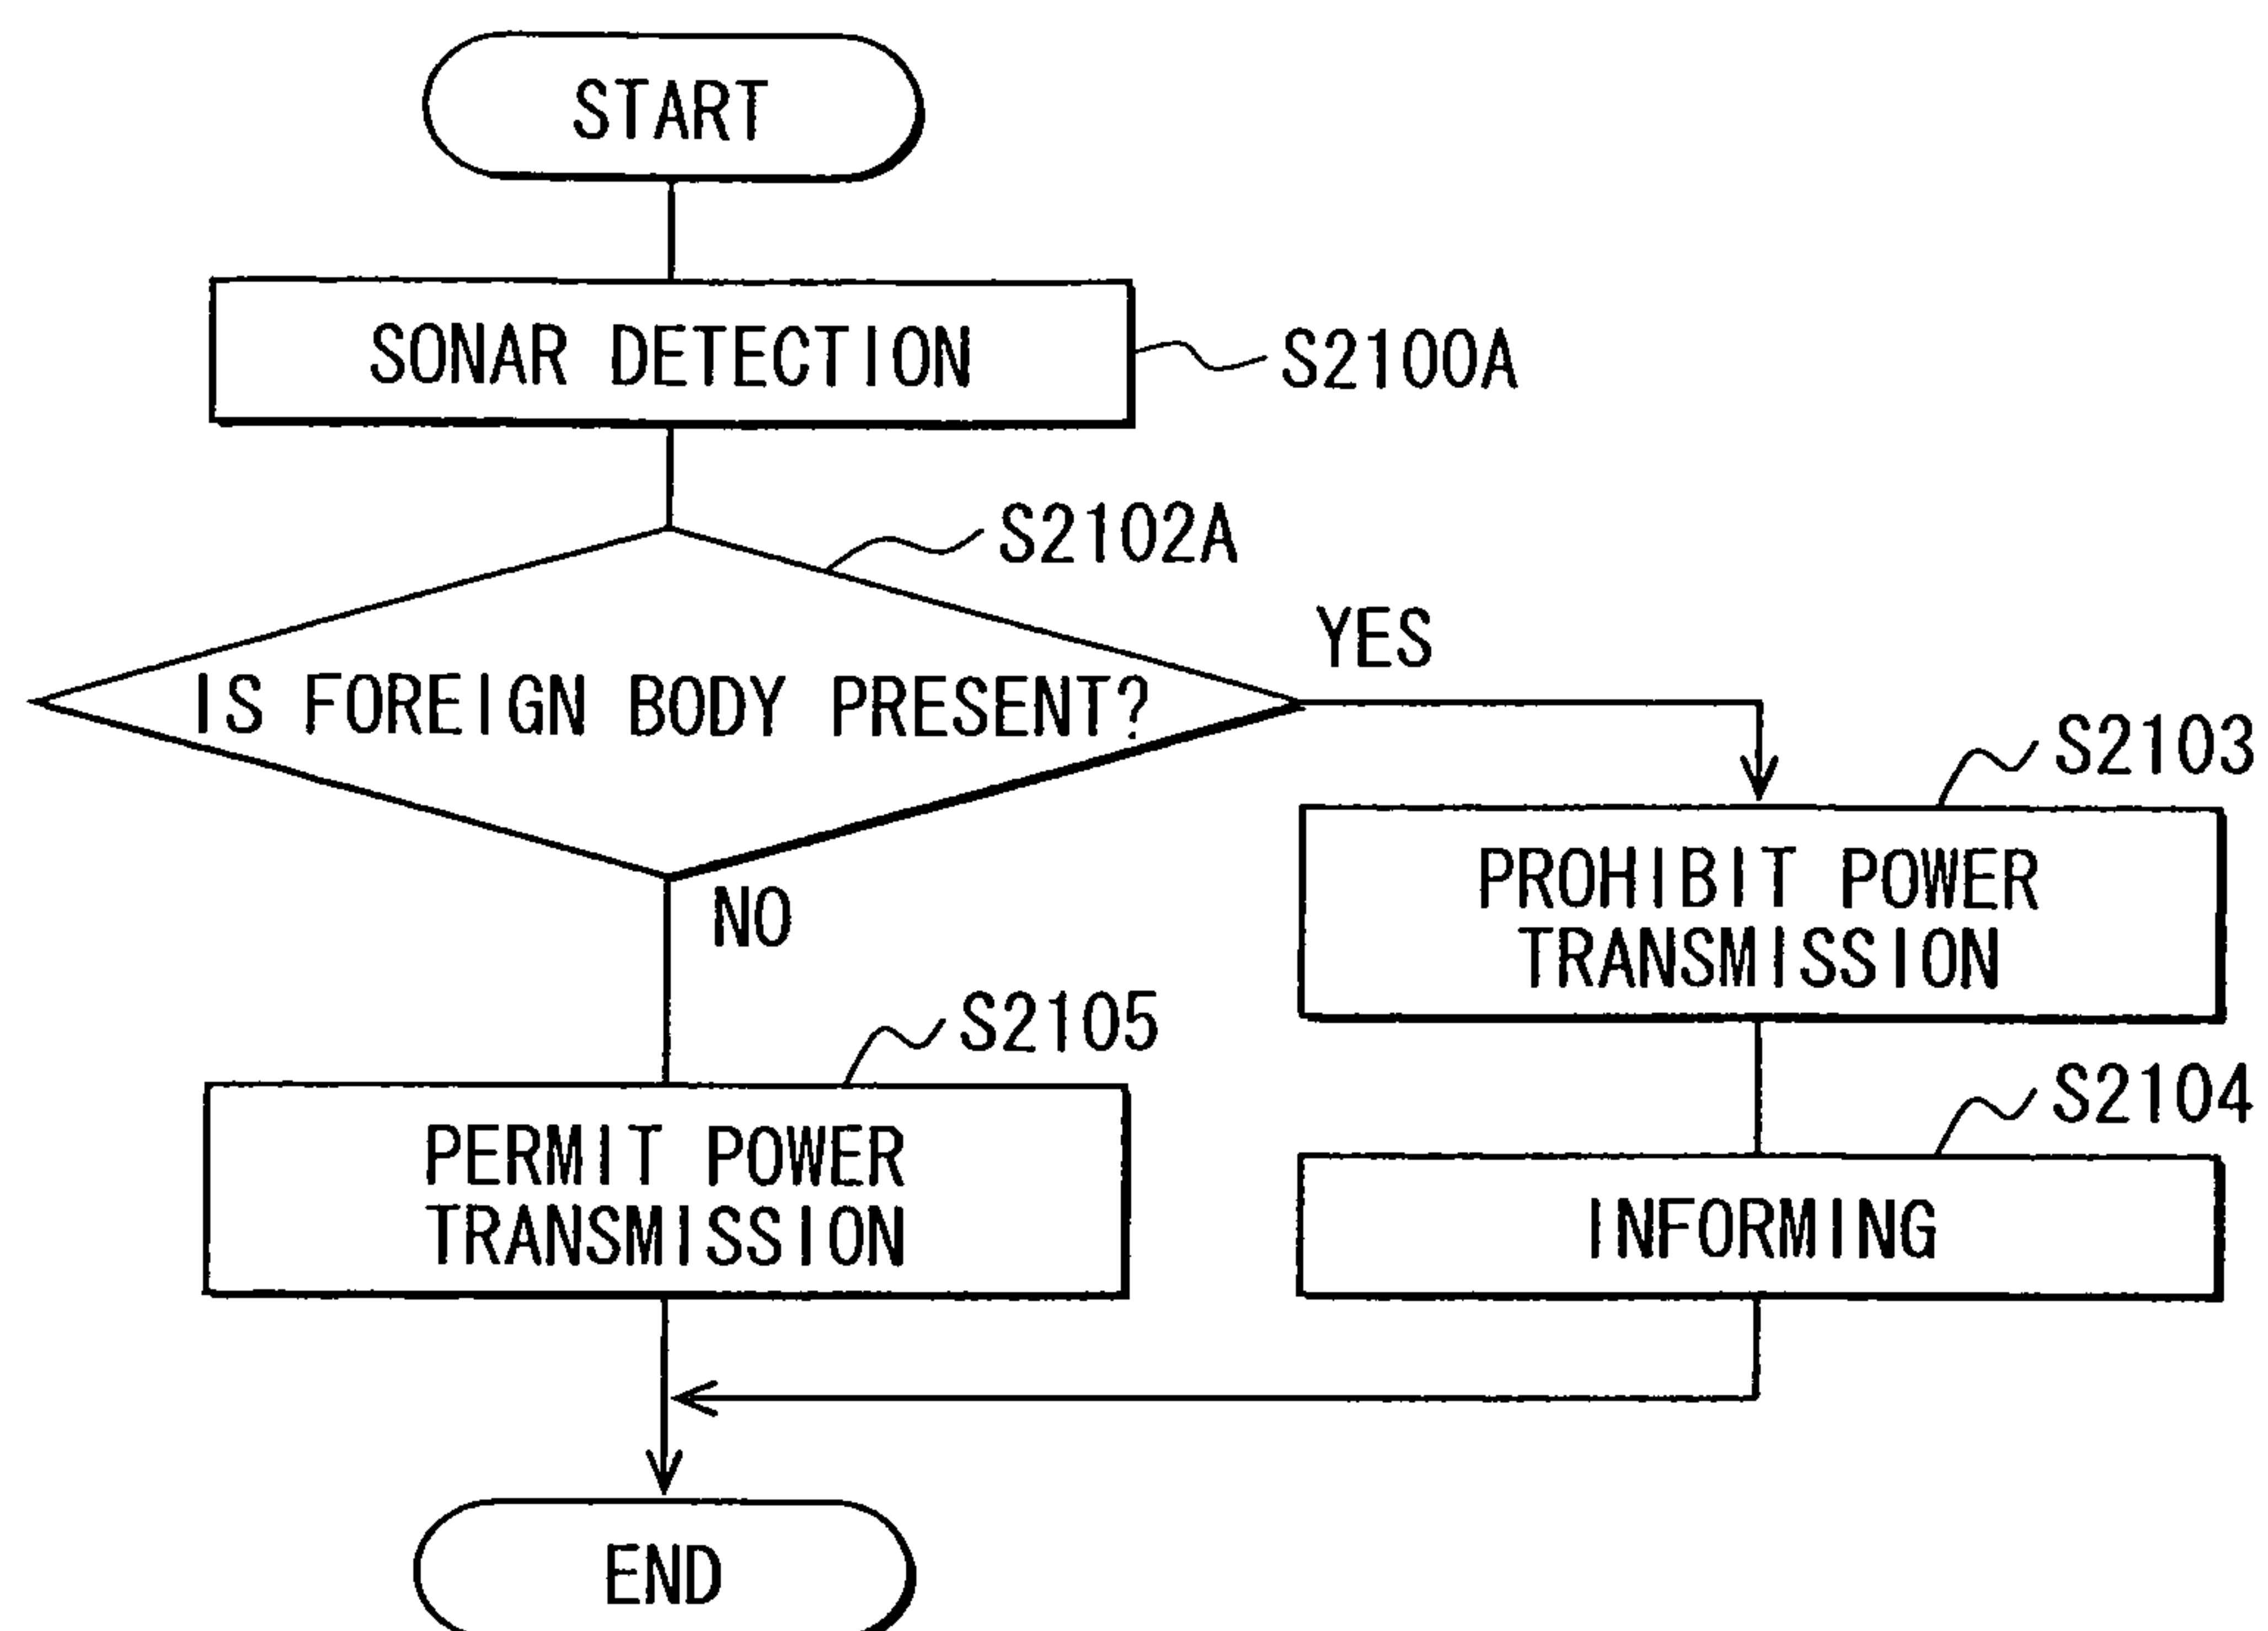 START
SONAR DETECTION
S2100A
S2102A
IS FOREIGN BODY PRESENT?
YES
S2103
PROHIBIT POWER
TRANSMISSION
NO
S2105
PERMIT POWER
TRANSMISSION
S2104
INFORMING
END